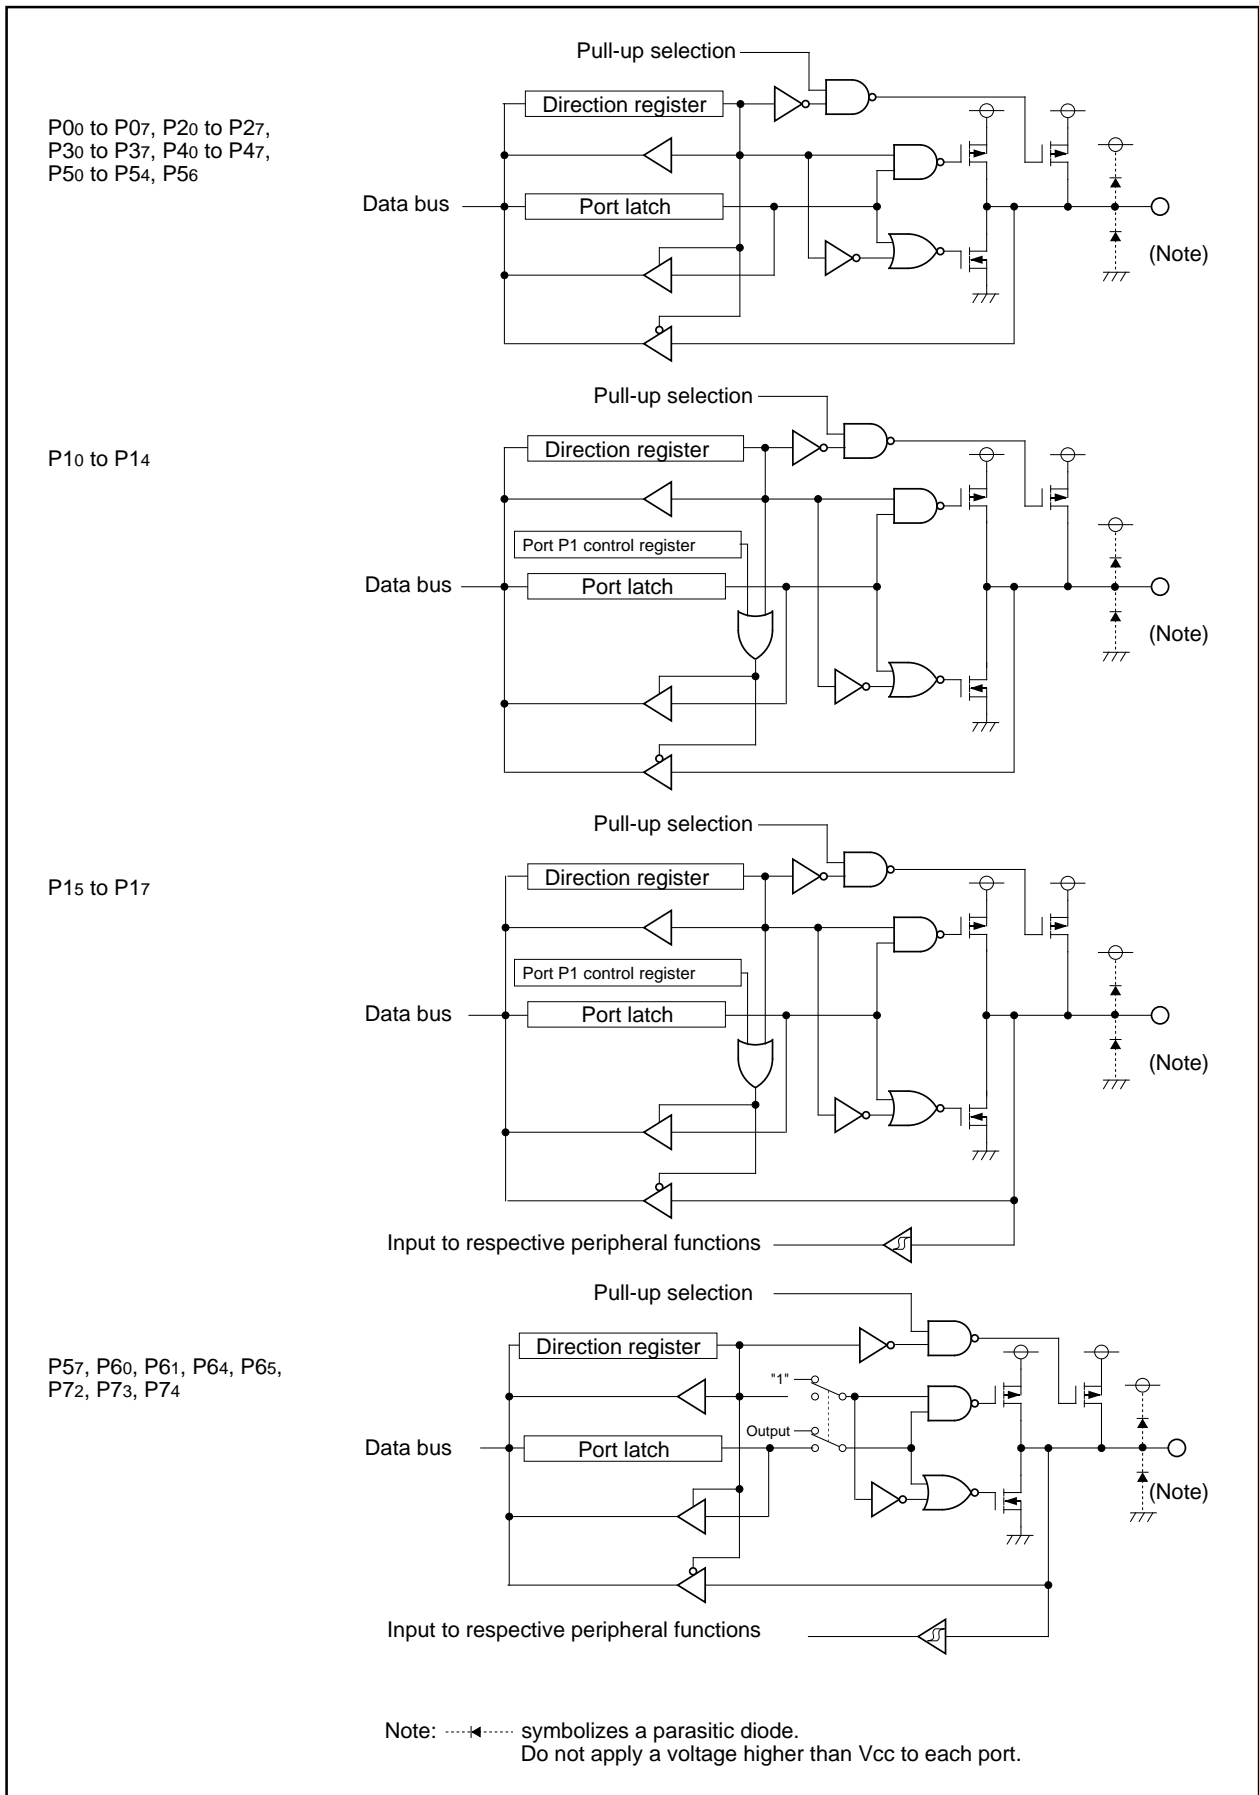 Pull-up selection
Direction register
P00 to P07, P20 to P27,
P30 to P37, P40 to P47,
P50 to P54, P56
Data bus
Port latch
(Note)
Pull-up selection
Direction register
P10 to P14
Port P1 control register
Data bus
Port latch
(Note)
Pull-up selection
Direction register
P15 to P17
Port P1 control register
Data bus
Port latch
(Note)
Input to respective peripheral functions
Pull-up selection
Direction register
P57, P60, P61, P64, P65,
P72, P73, P74
"1"
Output
Data bus
Port latch
(Note)
Input to respective peripheral functions
Note: symbolizes a parasitic diode.
Do not apply a voltage higher than Vcc to each port.